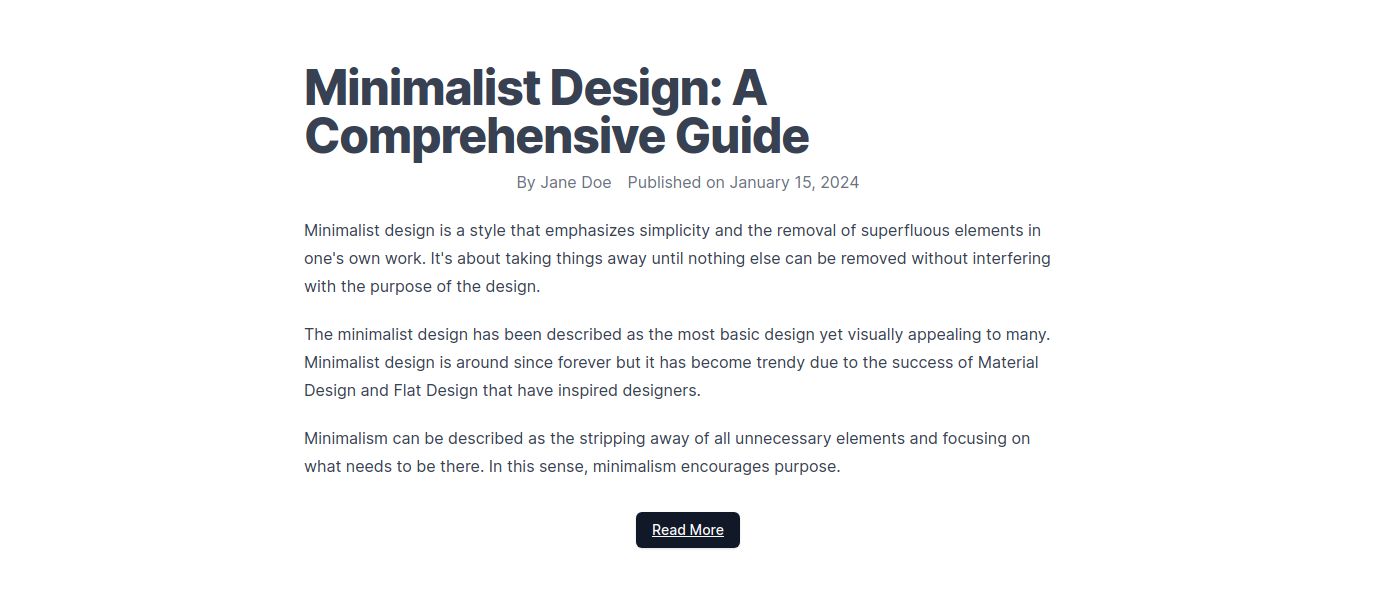 Minimalist Design: A
Comprehensive Guide
By Jane Doe Published on January 15, 2024
Minimalist design is a style that emphasizes simplicity and the removal of superfluous elements in
one's own work. It's about taking things away until nothing else can be removed without interfering
with the purpose of the design.
The minimalist design has been described as the most basic design yet visually appealing to many.
Minimalist design is around since forever but it has become trendy due to the success of Material
Design and Flat Design that have inspired designers.
Minimalism can be described as the stripping away of all unnecessary elements and focusing on
what needs to be there. In this sense, minimalism encourages purpose.
Read More